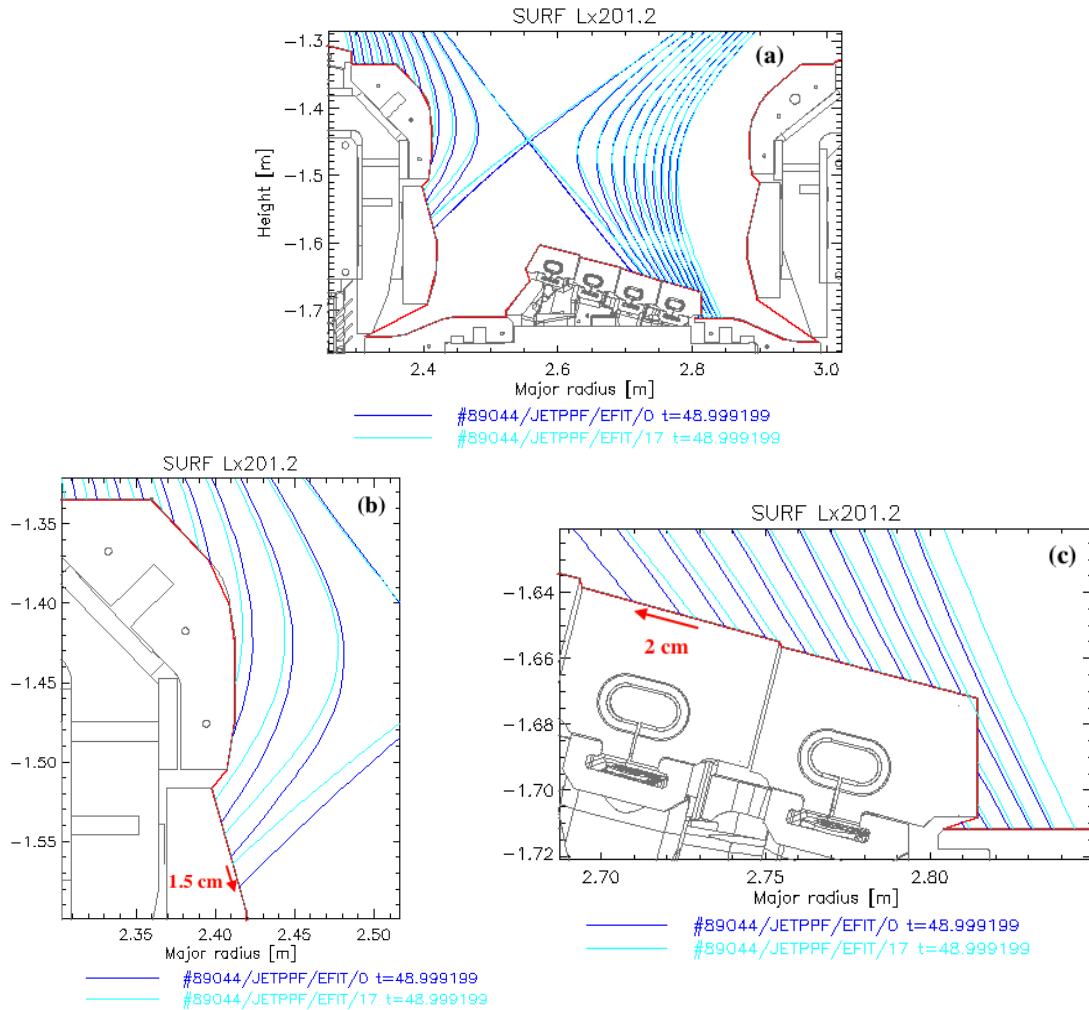 SURF Lx201.2
(a)
-1.3
-1.4
-1.5
-1.6
-1.7
Height [m]
2.4 2.6 2.8 3.0
Major radius [m]
#89044/JETPPF/EFIT/0 t=48.999199
#89044/JETPPF/EFIT/17 t=48.999199
SURF Lx201.2
(b)
-1.35
-1.40
-1.45
-1.50
-1.55
1.5 cm
2.35 2.40 2.45 2.50
Major radius [m]
#89044/JETPPF/EFIT/0 t=48.999199
#89044/JETPPF/EFIT/17 t=48.999199
SURF Lx201.2
(c)
-1.64
-1.66
-1.68
-1.70
-1.72
2 cm
2.70 2.75 2.80
Major radius [m]
#89044/JETPPF/EFIT/0 t=48.999199
#89044/JETPPF/EFIT/17 t=48.999199